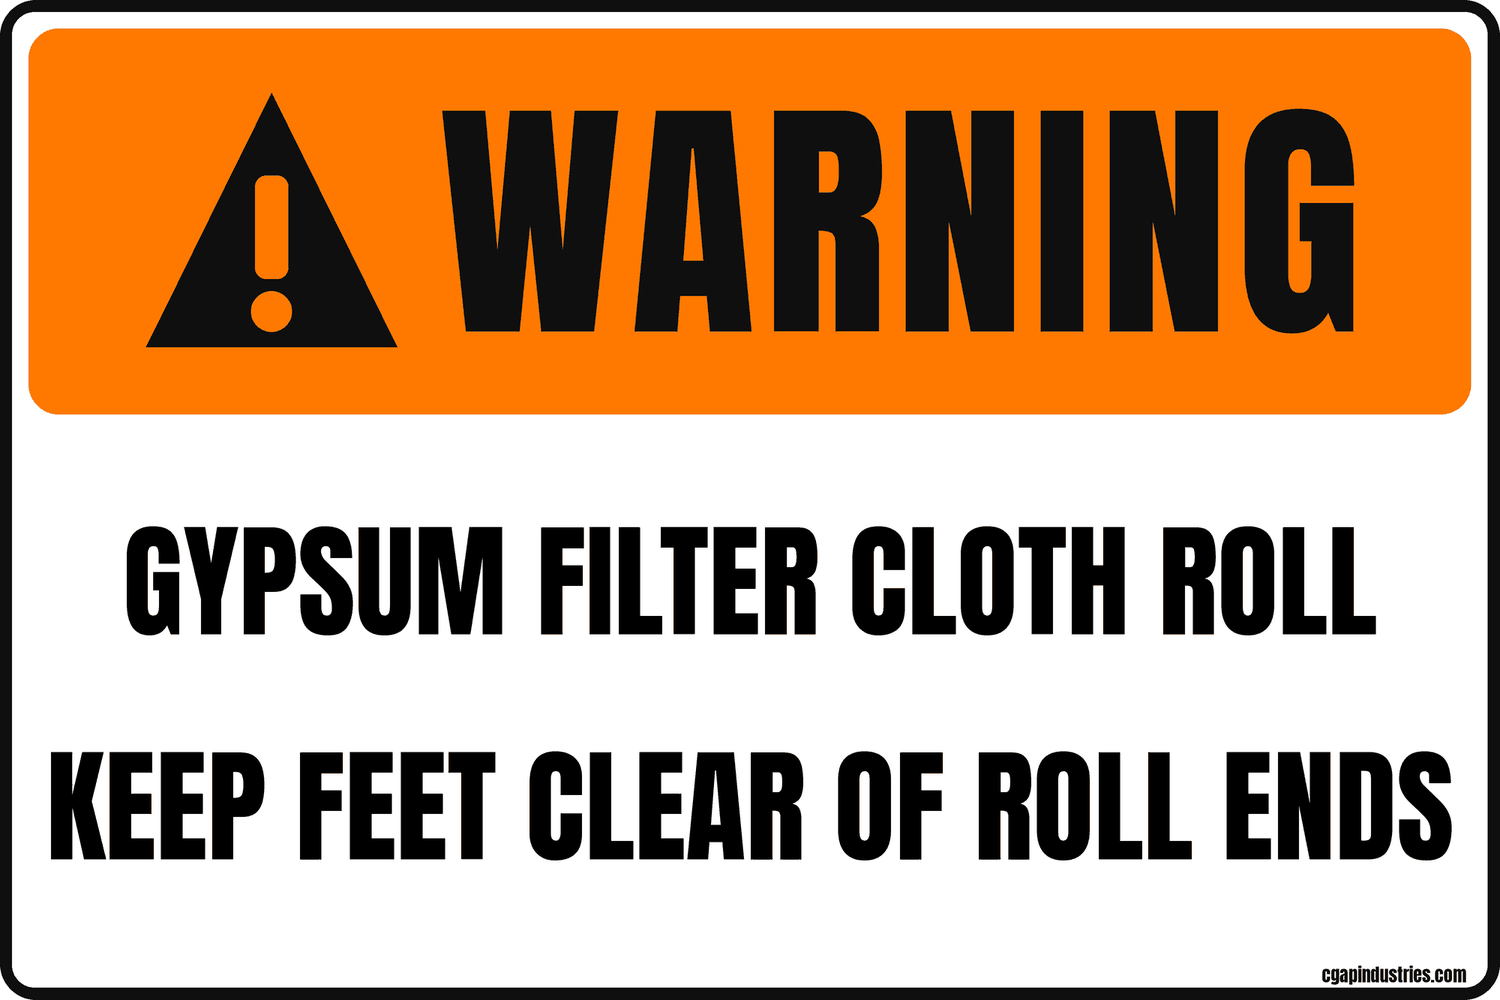 WARNING
GYPSUM FILTER CLOTH ROLL
KEEP FEET CLEAR OF ROLL ENDS
cgapindustries.com